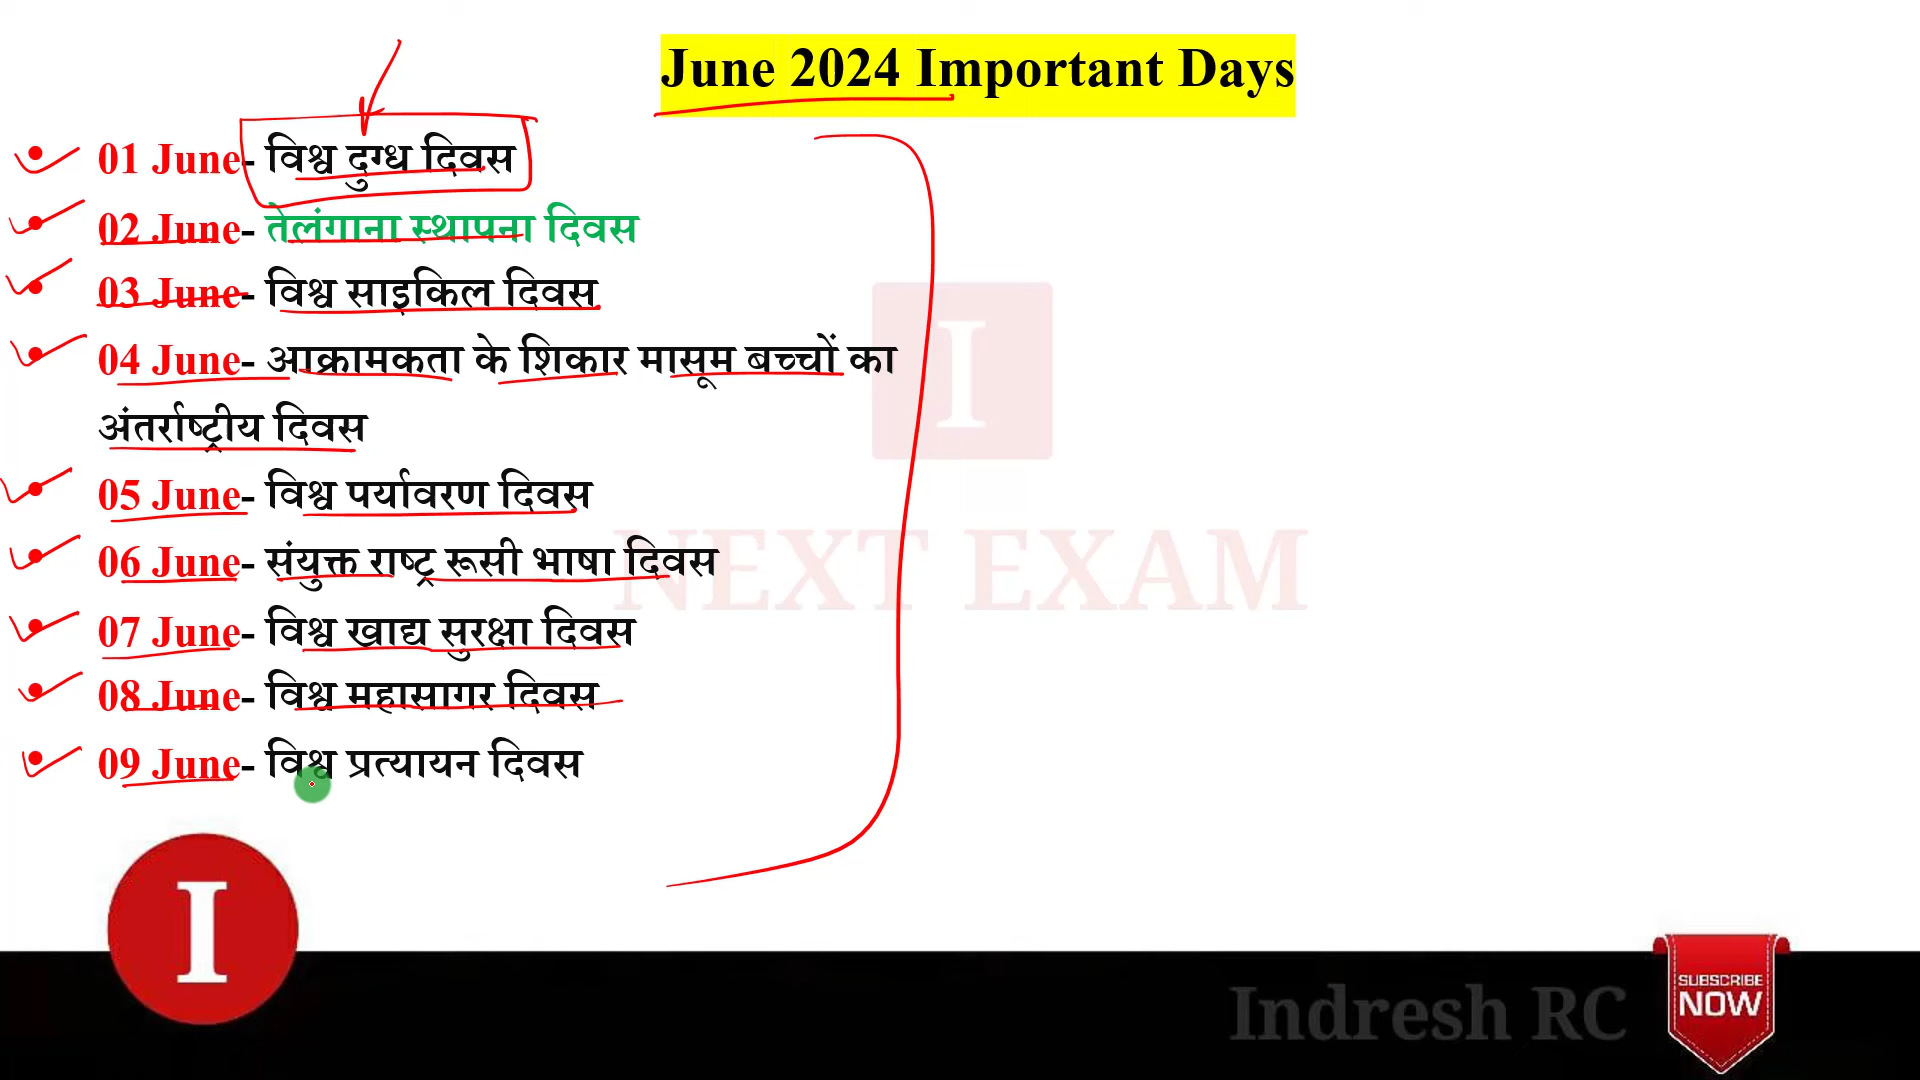 June 2024 Important Days
01 June- विश्व दुग्ध दिवस
02 June- तेलंगाना स्थापना दिवस
03 June- विश्व साइकिल दिवस
04 June- आक्रामकता के शिकार मासूम बच्चों का
अंतर्राष्ट्रीय दिवस
05 June- विश्व पर्यावरण दिवस
06 June- संयुक्त राष्ट्र रूसी भाषा दिवस
07 June- विश्व खाद्य सुरक्षा दिवस
08 June- विश्व महासागर दिवस
09 June- विश्व प्रत्यायन दिवस
I
NEXT EXAM
I
Indresh RC
SUBSCRIBE
NOW